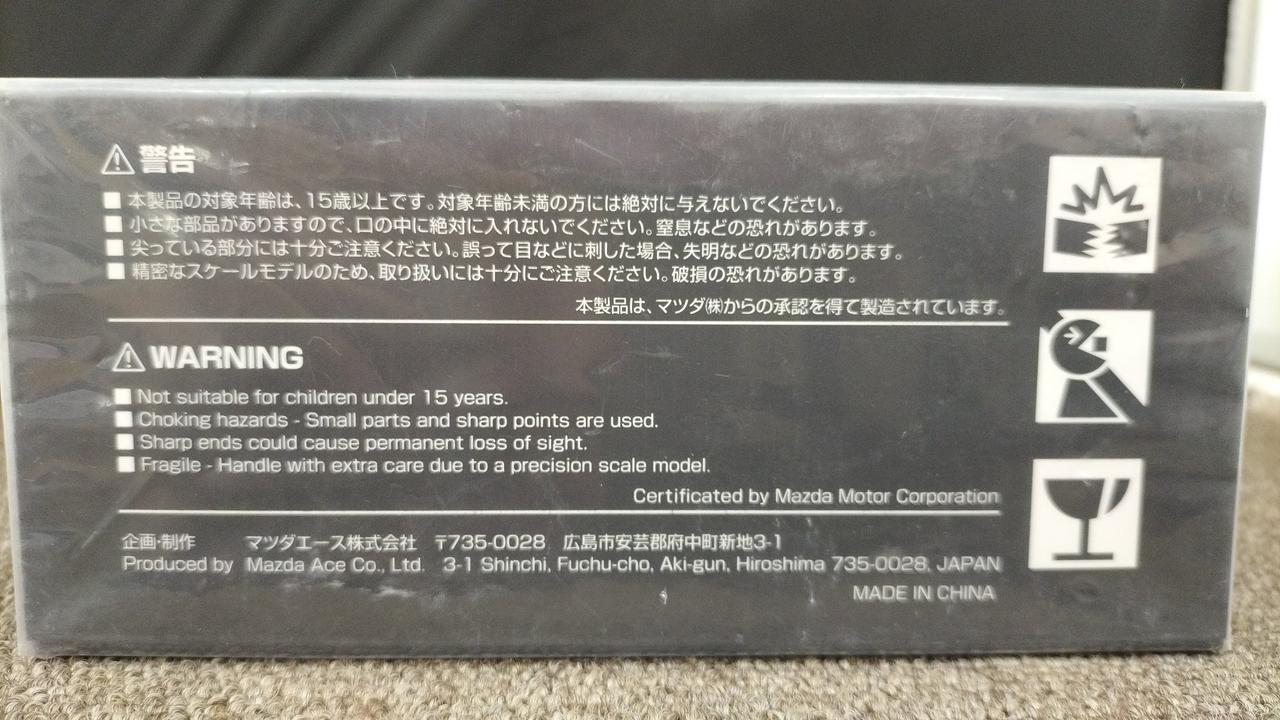 ⚠警告
■ 本製品の対象年齢は、15歳以上です。対象年齢未満の方には絶対に与えないでください。
■ 小さな部品がありますので、口の中に絶対に入れないでください。窒息などの恐れがあります。
■ 尖っている部分には十分ご注意ください。誤って目などに刺した場合、失明などの恐れがあります。
■ 精密なスケールモデルのため、取り扱いには十分にご注意ください。破損の恐れがあります。
本製品は、マツダ㈱からの承認を得て製造されています。
⚠WARNING
■ Not suitable for children under 15 years.
■ Choking hazards - Small parts and sharp points are used.
■ Sharp ends could cause permanent loss of sight.
■ Fragile - Handle with extra care due to a precision scale model.
Certificated by Mazda Motor Corporation
企画・制作 マツダエース株式会社 〒735-0028 広島市安芸郡府中町新地3-1
Produced by Mazda Ace Co., Ltd. 3-1 Shinchi, Fuchu-cho, Aki-gun, Hiroshima 735-0028, JAPAN
MADE IN CHINA